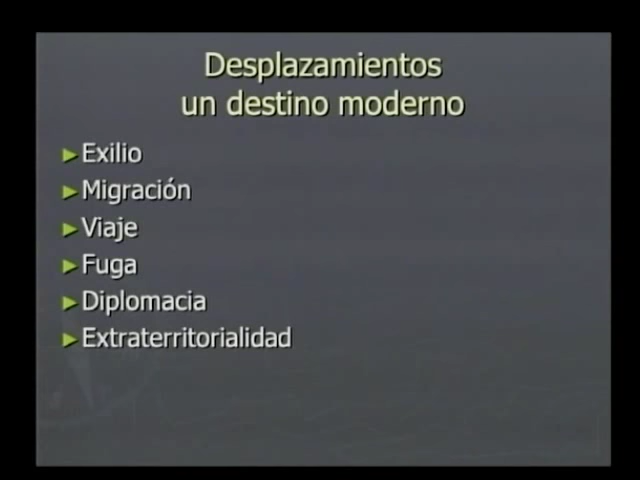 Desplazamientos
un destino moderno
Exilio
Migración
Viaje
Fuga
Diplomacia
Extraterritorialidad